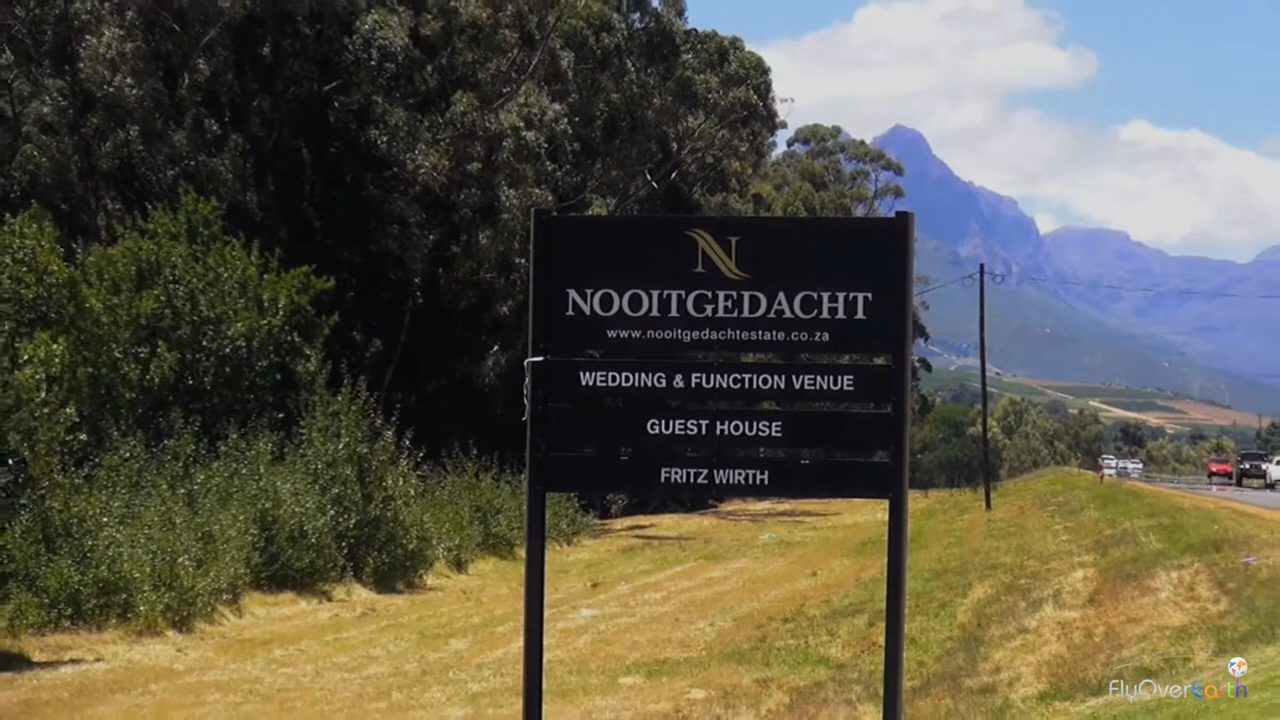 N
NOOITGEDACHT
www.nooitgedachtestate.co.za
WEDDING & FUNCTION VENUE
GUEST HOUSE
FRITZ WIRTH
FlyOverEarth